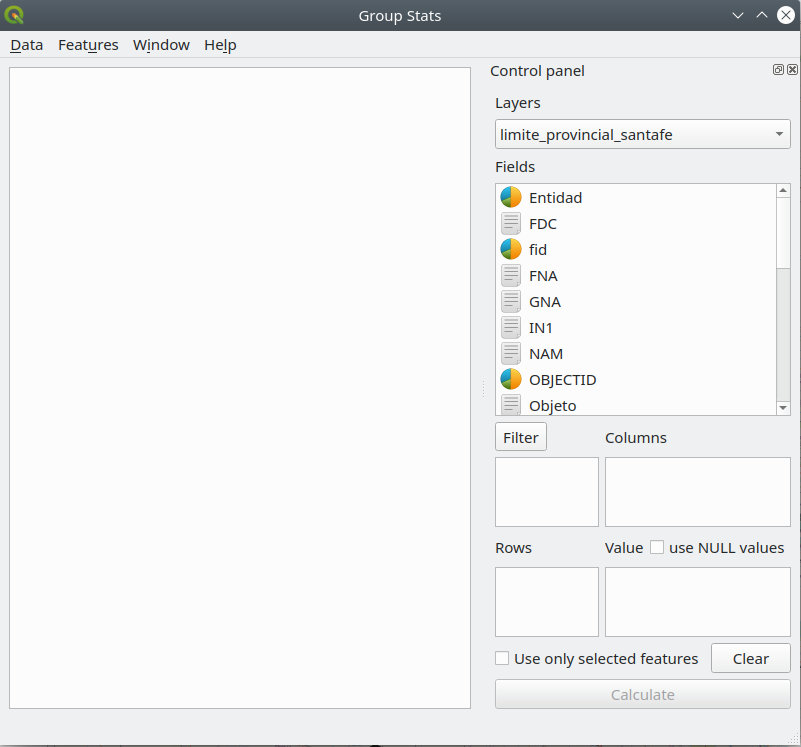 Group Stats
Data Features Window Help
Control panel
Layers
limite_provincial_santafe
Fields
Entidad
FDC
fid
FNA
GNA
IN1
NAM
OBJECTID
Objeto
Filter Columns
Rows Value use NULL values
Use only selected features Clear
Calculate